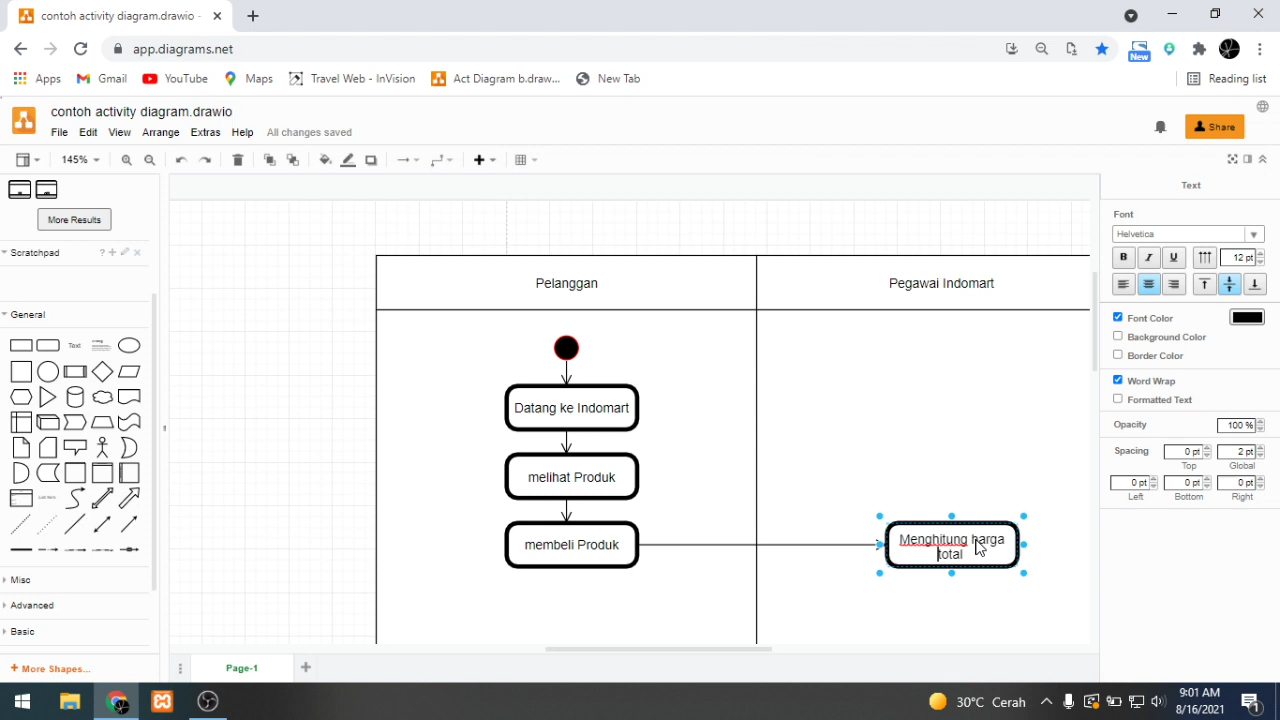 contoh activity diagram.drawio -
app.diagrams.net
New
Apps
Gmail
YouTube
Maps
Travel Web - InVision
Act Diagram b.draw...
New Tab
Reading list
contoh activity diagram.drawio
File Edit View Arrange Extras Help All changes saved
Share
145%
More Results
Scratchpad
General
Text
List Item
Misc
Advanced
Basic
+ More Shapes...
Pelanggan
Pegawai Indomart
Datang ke Indomart
melihat Produk
membeli Produk
Menghitung harga
total
Page-1
Text
Font
Helvetica
B I U 12 pt
Font Color
Background Color
Border Color
Word Wrap
Formatted Text
Opacity 100 %
Spacing 0 pt 2 pt
Top Global
0 pt 0 pt 0 pt
Left Bottom Right
30°C Cerah
9:01 AM
8/16/2021
1